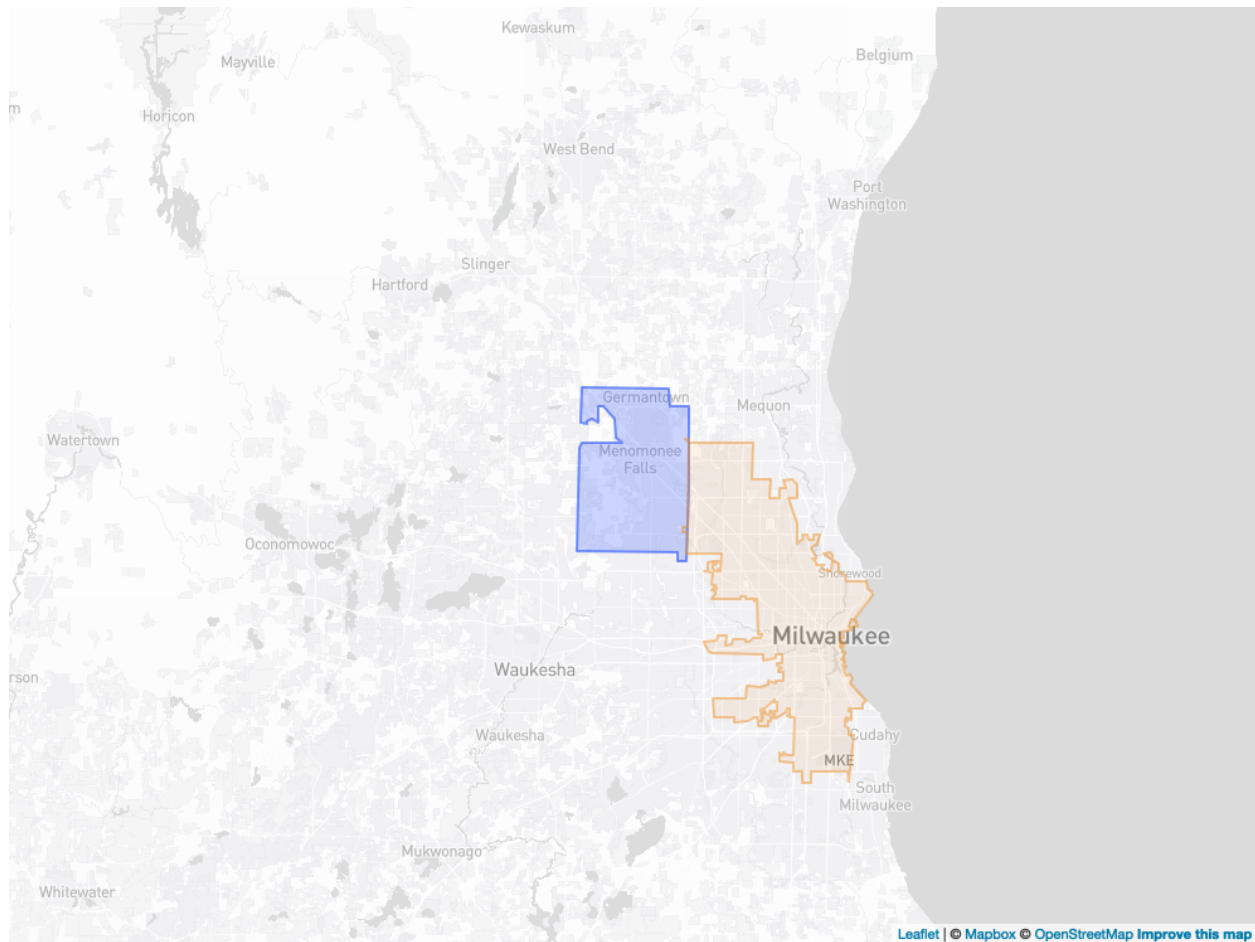 Kewaskum
Belgium
Mayville
m
Horicon
West Bend
Port
Washington
Slinger
Hartford
Germantown
Mequon
Watertown
Menomonee
Falls
Oconomowoc
Shorewood
Milwaukee
Waukesha
rson
Waukesha
Cudahy
MKE
South
Milwaukee
Mukwonago
Whitewater
Leaflet | © Mapbox © OpenStreetMap Improve this map